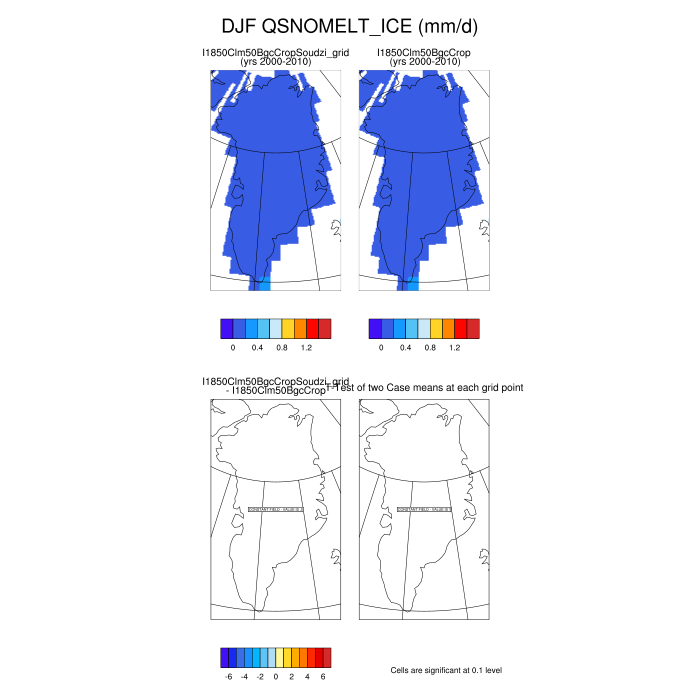 DJF QSNOMELT_ICE (mm/d)
I1850Clm50BgcCropSoudzi_grid
(yrs 2000-2010)
I1850Clm50BgcCrop
(yrs 2000-2010)
0 0.4 0.8 1.2
0 0.4 0.8 1.2
I1850Clm50BgcCropSoudzi_grid
- I1850Clm50BgcCrop
T-Test of two Case means at each grid point
CONSTANT FIELD - VALUE IS 0
CONSTANT FIELD - VALUE IS 0
-6 -4 -2 0 2 4 6
Cells are significant at 0.1 level